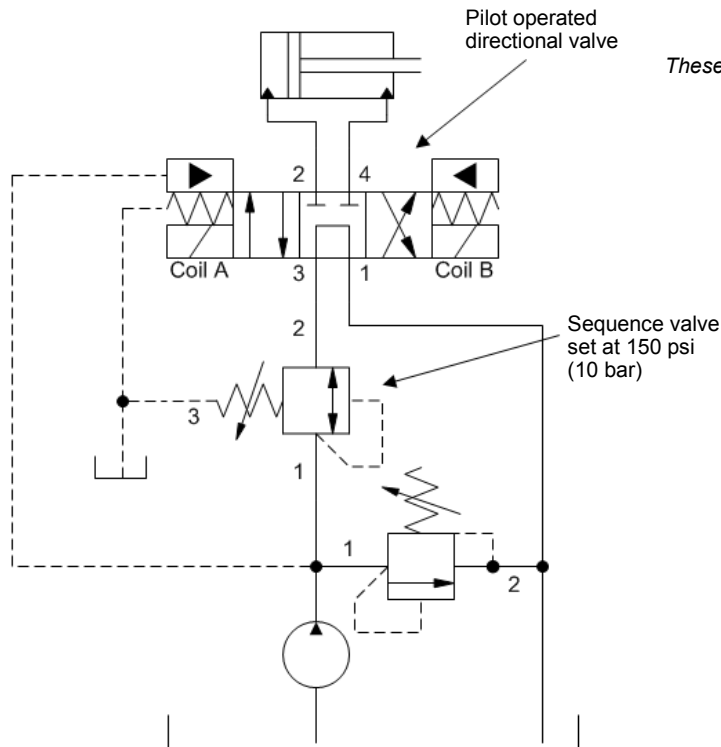 Pilot operated
directional valve
These
2
4
Coil A
3
1
Coil B
2
Sequence valve
set at 150 psi
(10 bar)
3
1
1
2